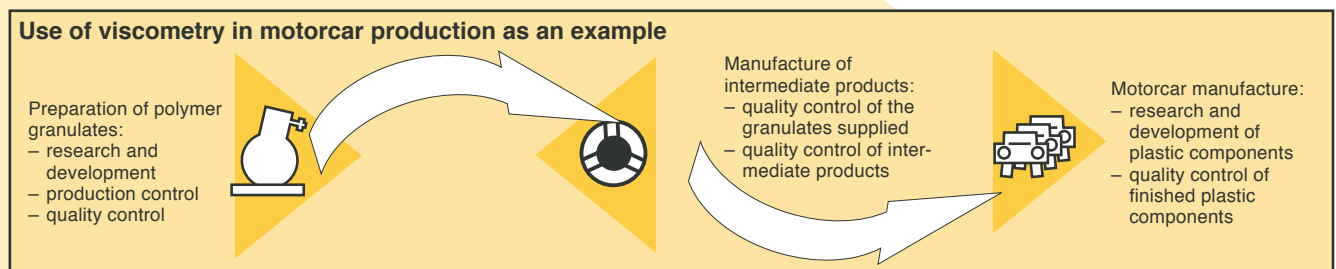 Use of viscometry in motorcar production as an example
Preparation of polymer
granulates:
– research and
development
– production control
– quality control
Manufacture of
intermediate products:
– quality control of the
granulates supplied
– quality control of inter-
mediate products
Motorcar manufacture:
– research and
development of
plastic components
– quality control of
finished plastic
components